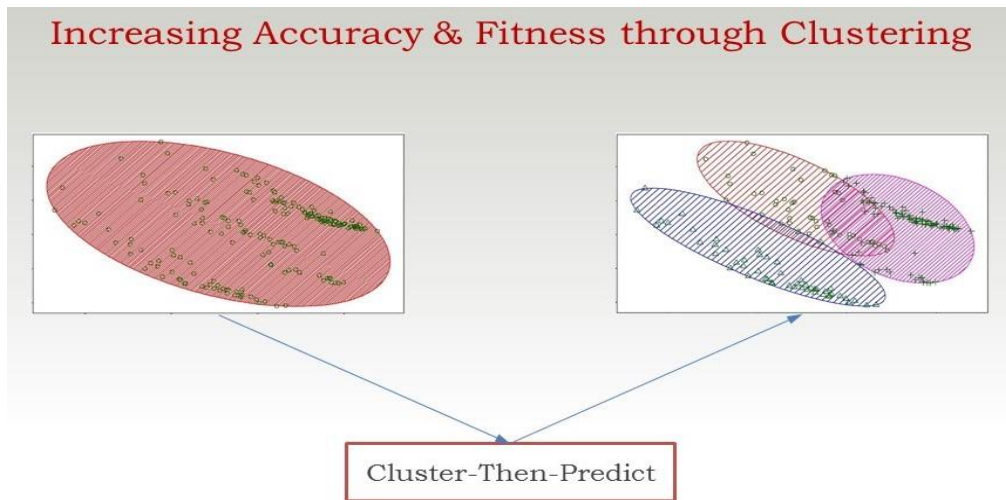 Increasing Accuracy & Fitness through Clustering
Cluster-Then-Predict